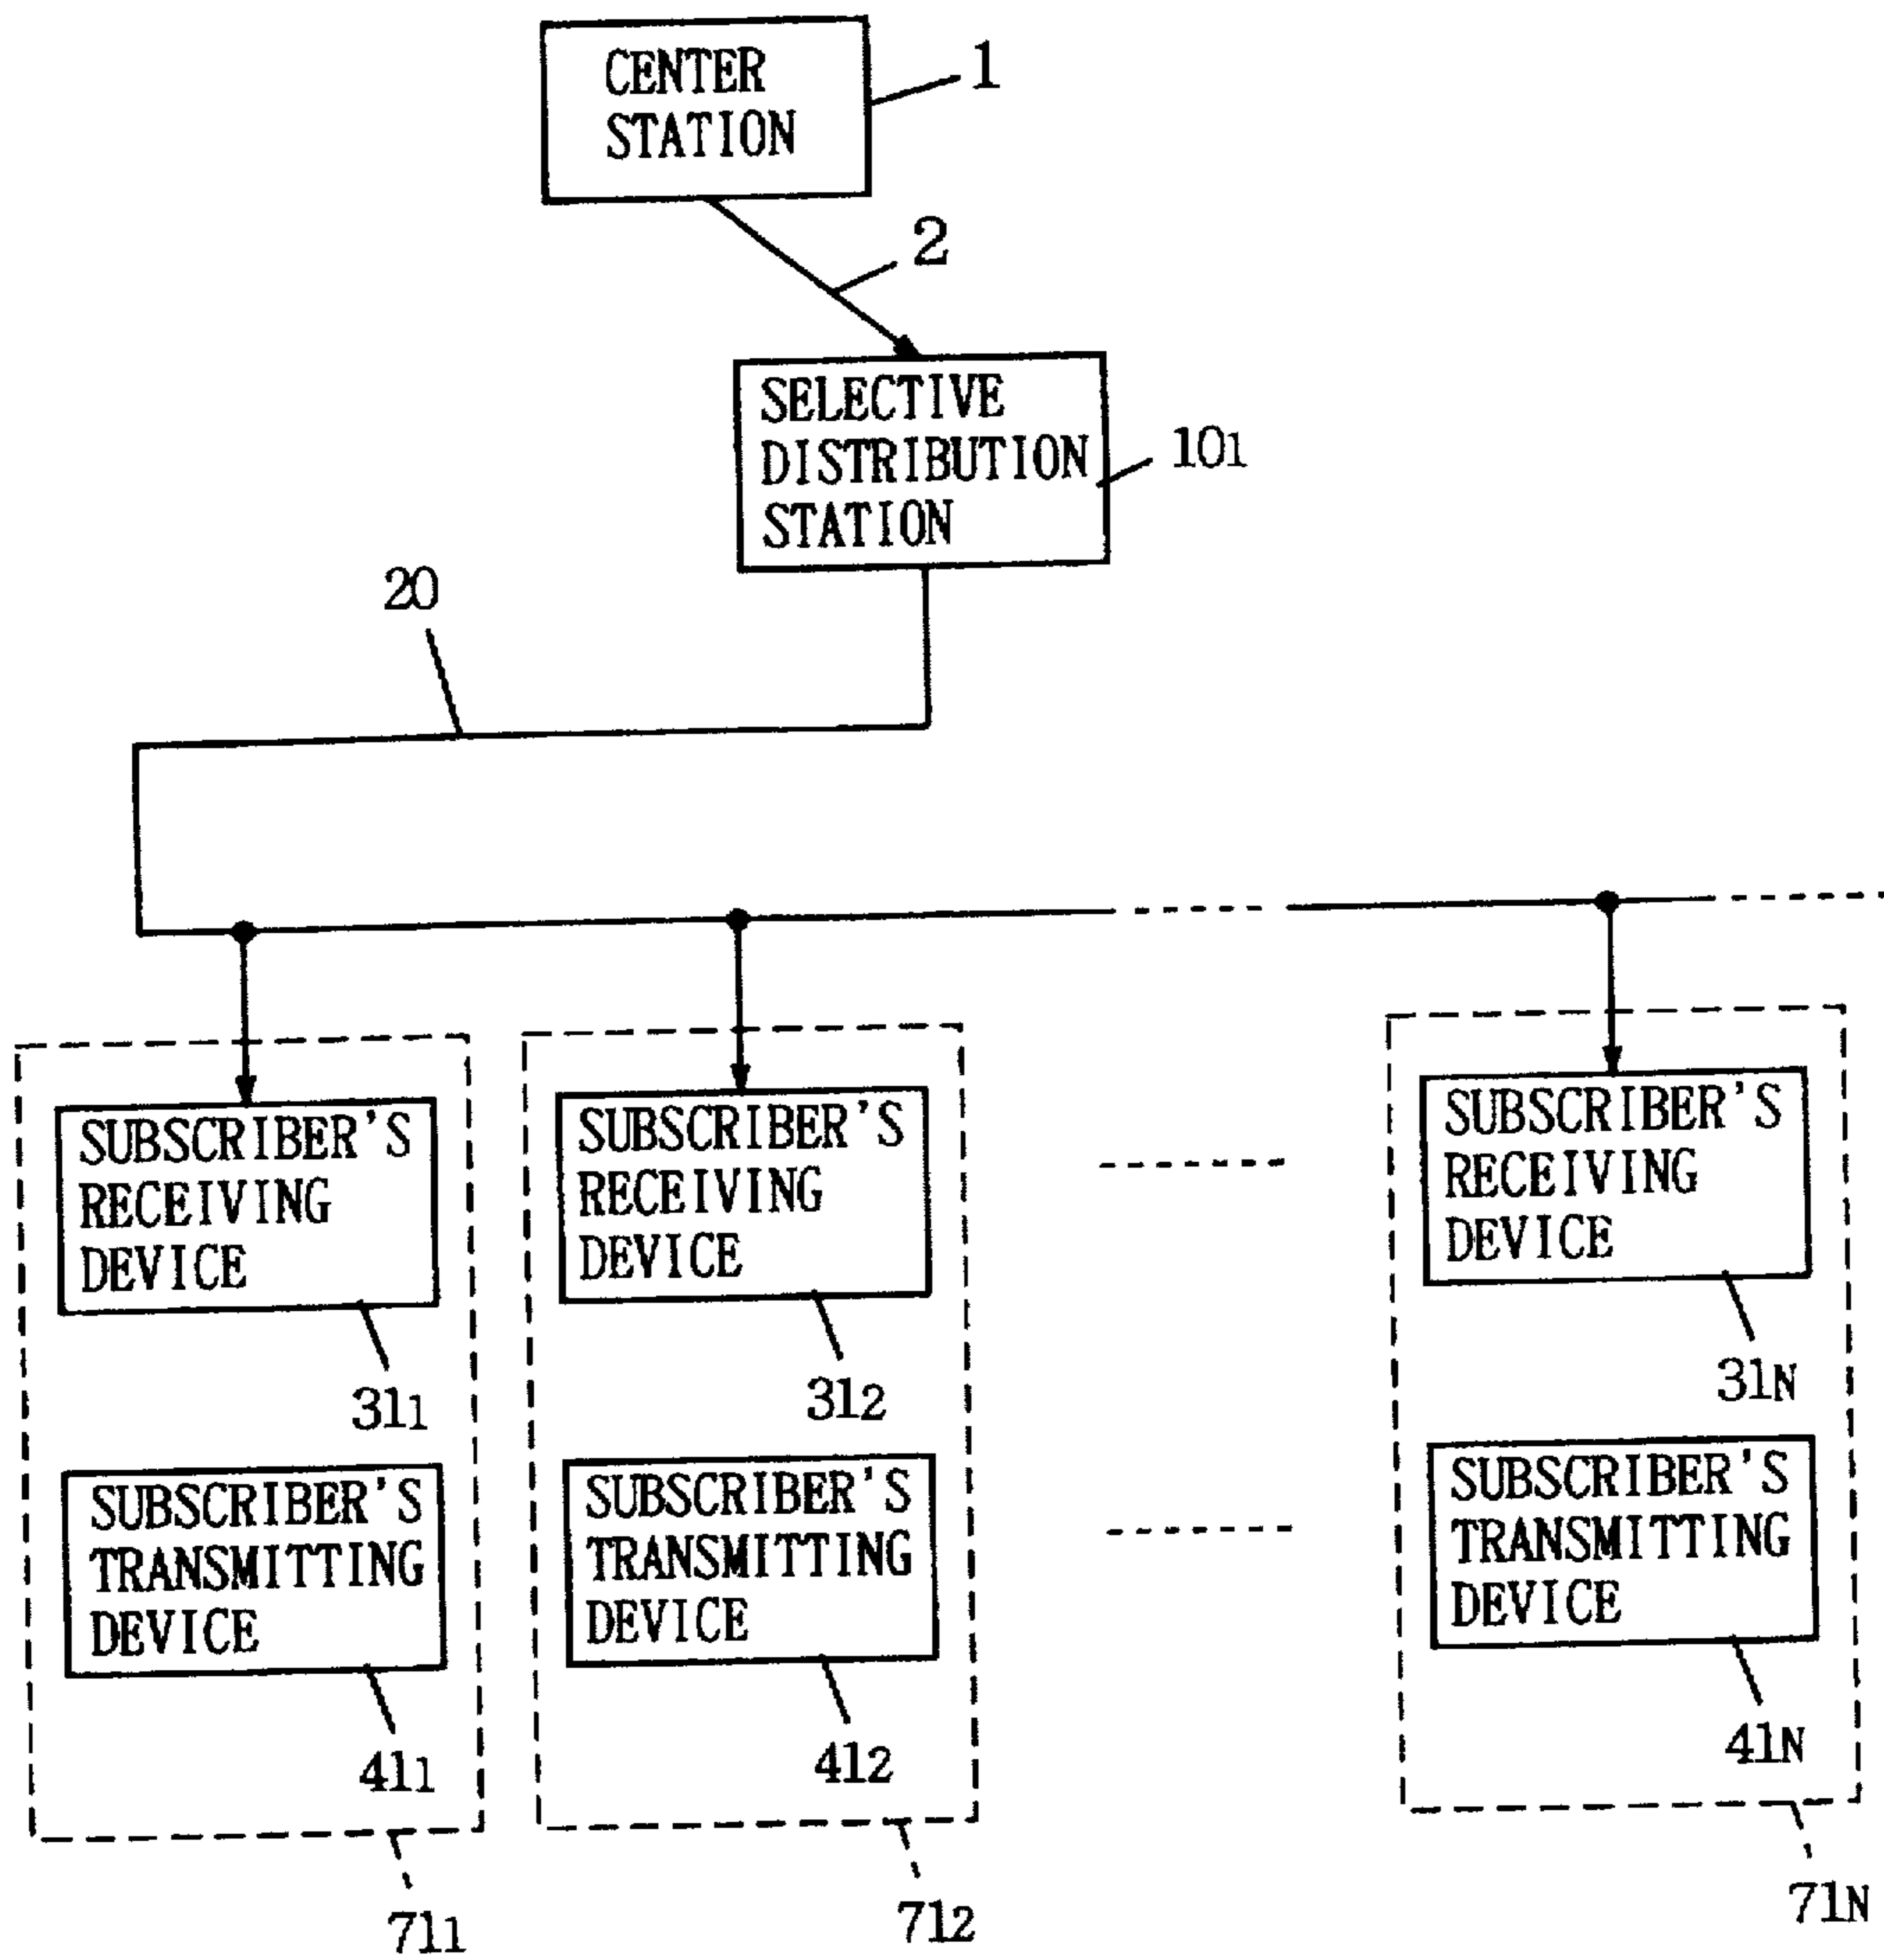 CENTER
STATION
1
2
SELECTIVE
DISTRIBUTION
STATION
10₁
20
SUBSCRIBER'S
RECEIVING
DEVICE
31₁
SUBSCRIBER'S
RECEIVING
DEVICE
31₂
SUBSCRIBER'S
RECEIVING
DEVICE
31N
SUBSCRIBER'S
TRANSMITTING
DEVICE
41₁
SUBSCRIBER'S
TRANSMITTING
DEVICE
41₂
SUBSCRIBER'S
TRANSMITTING
DEVICE
41N
71₁
71₂
71N